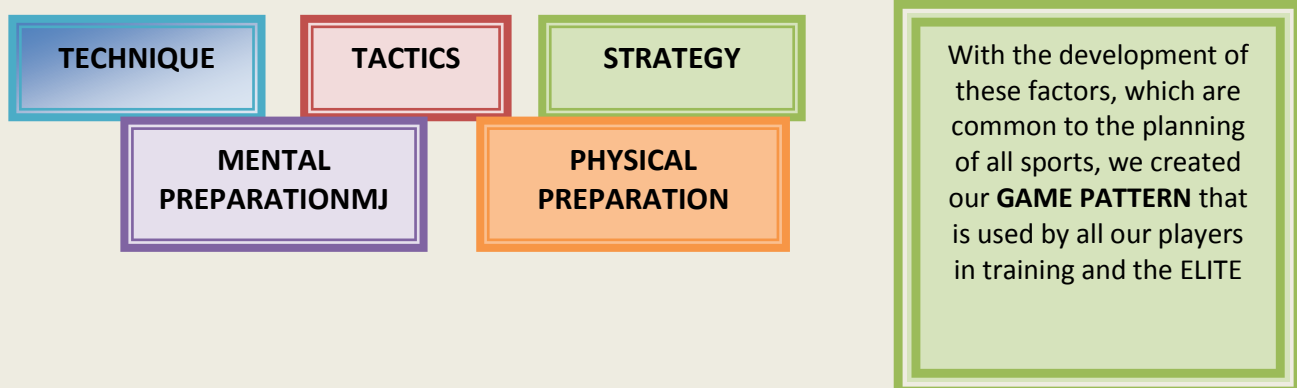 TECHNIQUE
TACTICS
STRATEGY
MENTAL
PREPARATIONMJ
PHYSICAL
PREPARATION
With the development of
these factors, which are
common to the planning
of all sports, we created
our GAME PATTERN that
is used by all our players
in training and the ELITE